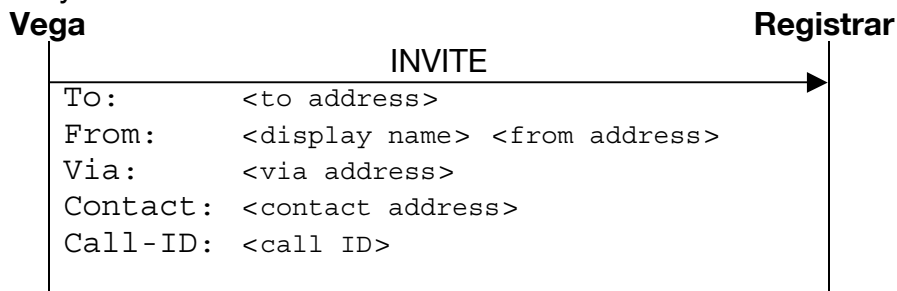 Vega Registrar
INVITE
To: <to address>
From: <display name> <from address>
Via: <via address>
Contact: <contact address>
Call-ID: <call ID>